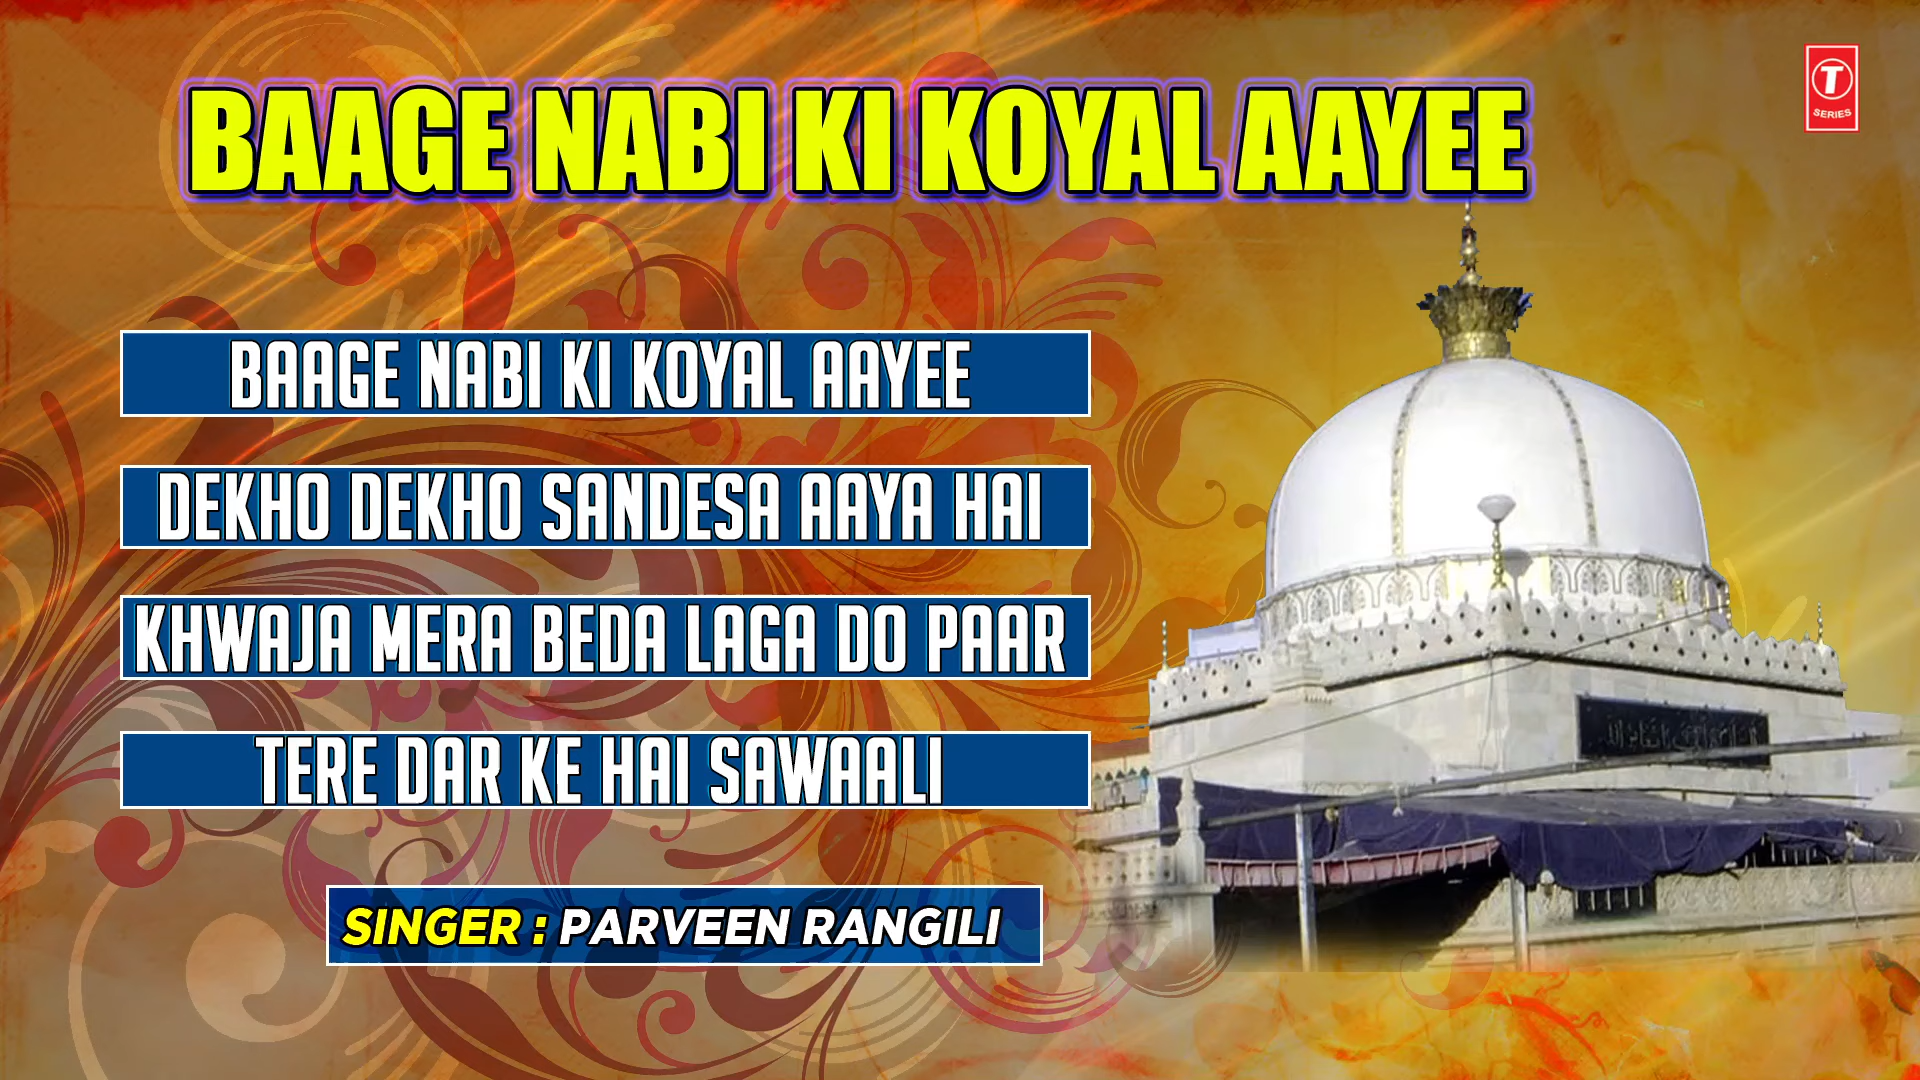 BAAGE NABI KI KOYAL AAYEE
T
SERIES
BAAGE NABI KI KOYAL AAYEE
DEKHO DEKHO SANDESA AAYA HAI
KHWAJA MERA BEDA LAGA DO PAAR
TERE DAR KE HAI SAWAALI
SINGER : PARVEEN RANGILI